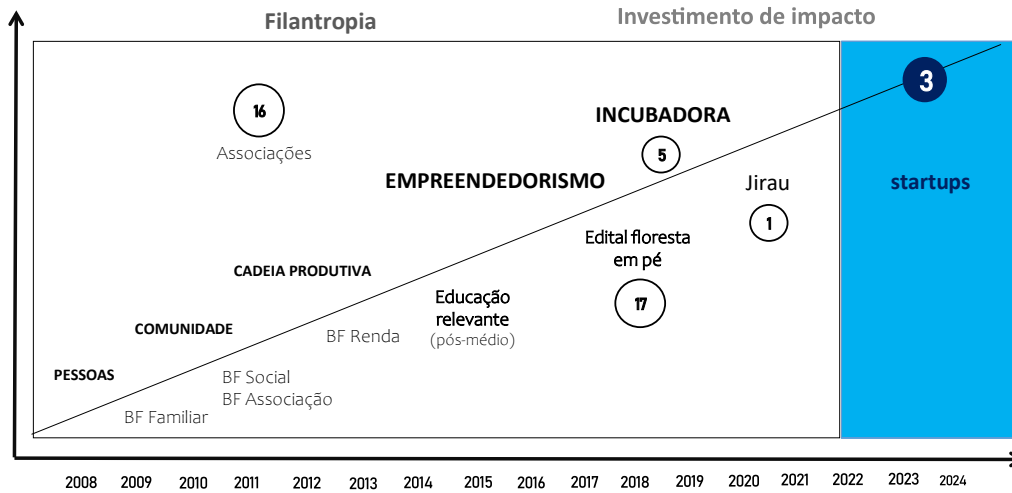 Filantropia
Investimento de impacto
16
Associações
3
INCUBADORA
5
EMPREENDEDORISMO
Jirau
1
startups
Edital floresta
em pé
17
CADEIA PRODUTIVA
Educação
relevante
(pós-médio)
COMUNIDADE
BF Renda
PESSOAS
BF Social
BF Associação
BF Familiar
2008 2009 2010 2011 2012 2013 2014 2015 2016 2017 2018 2019 2020 2021 2022 2023 2024